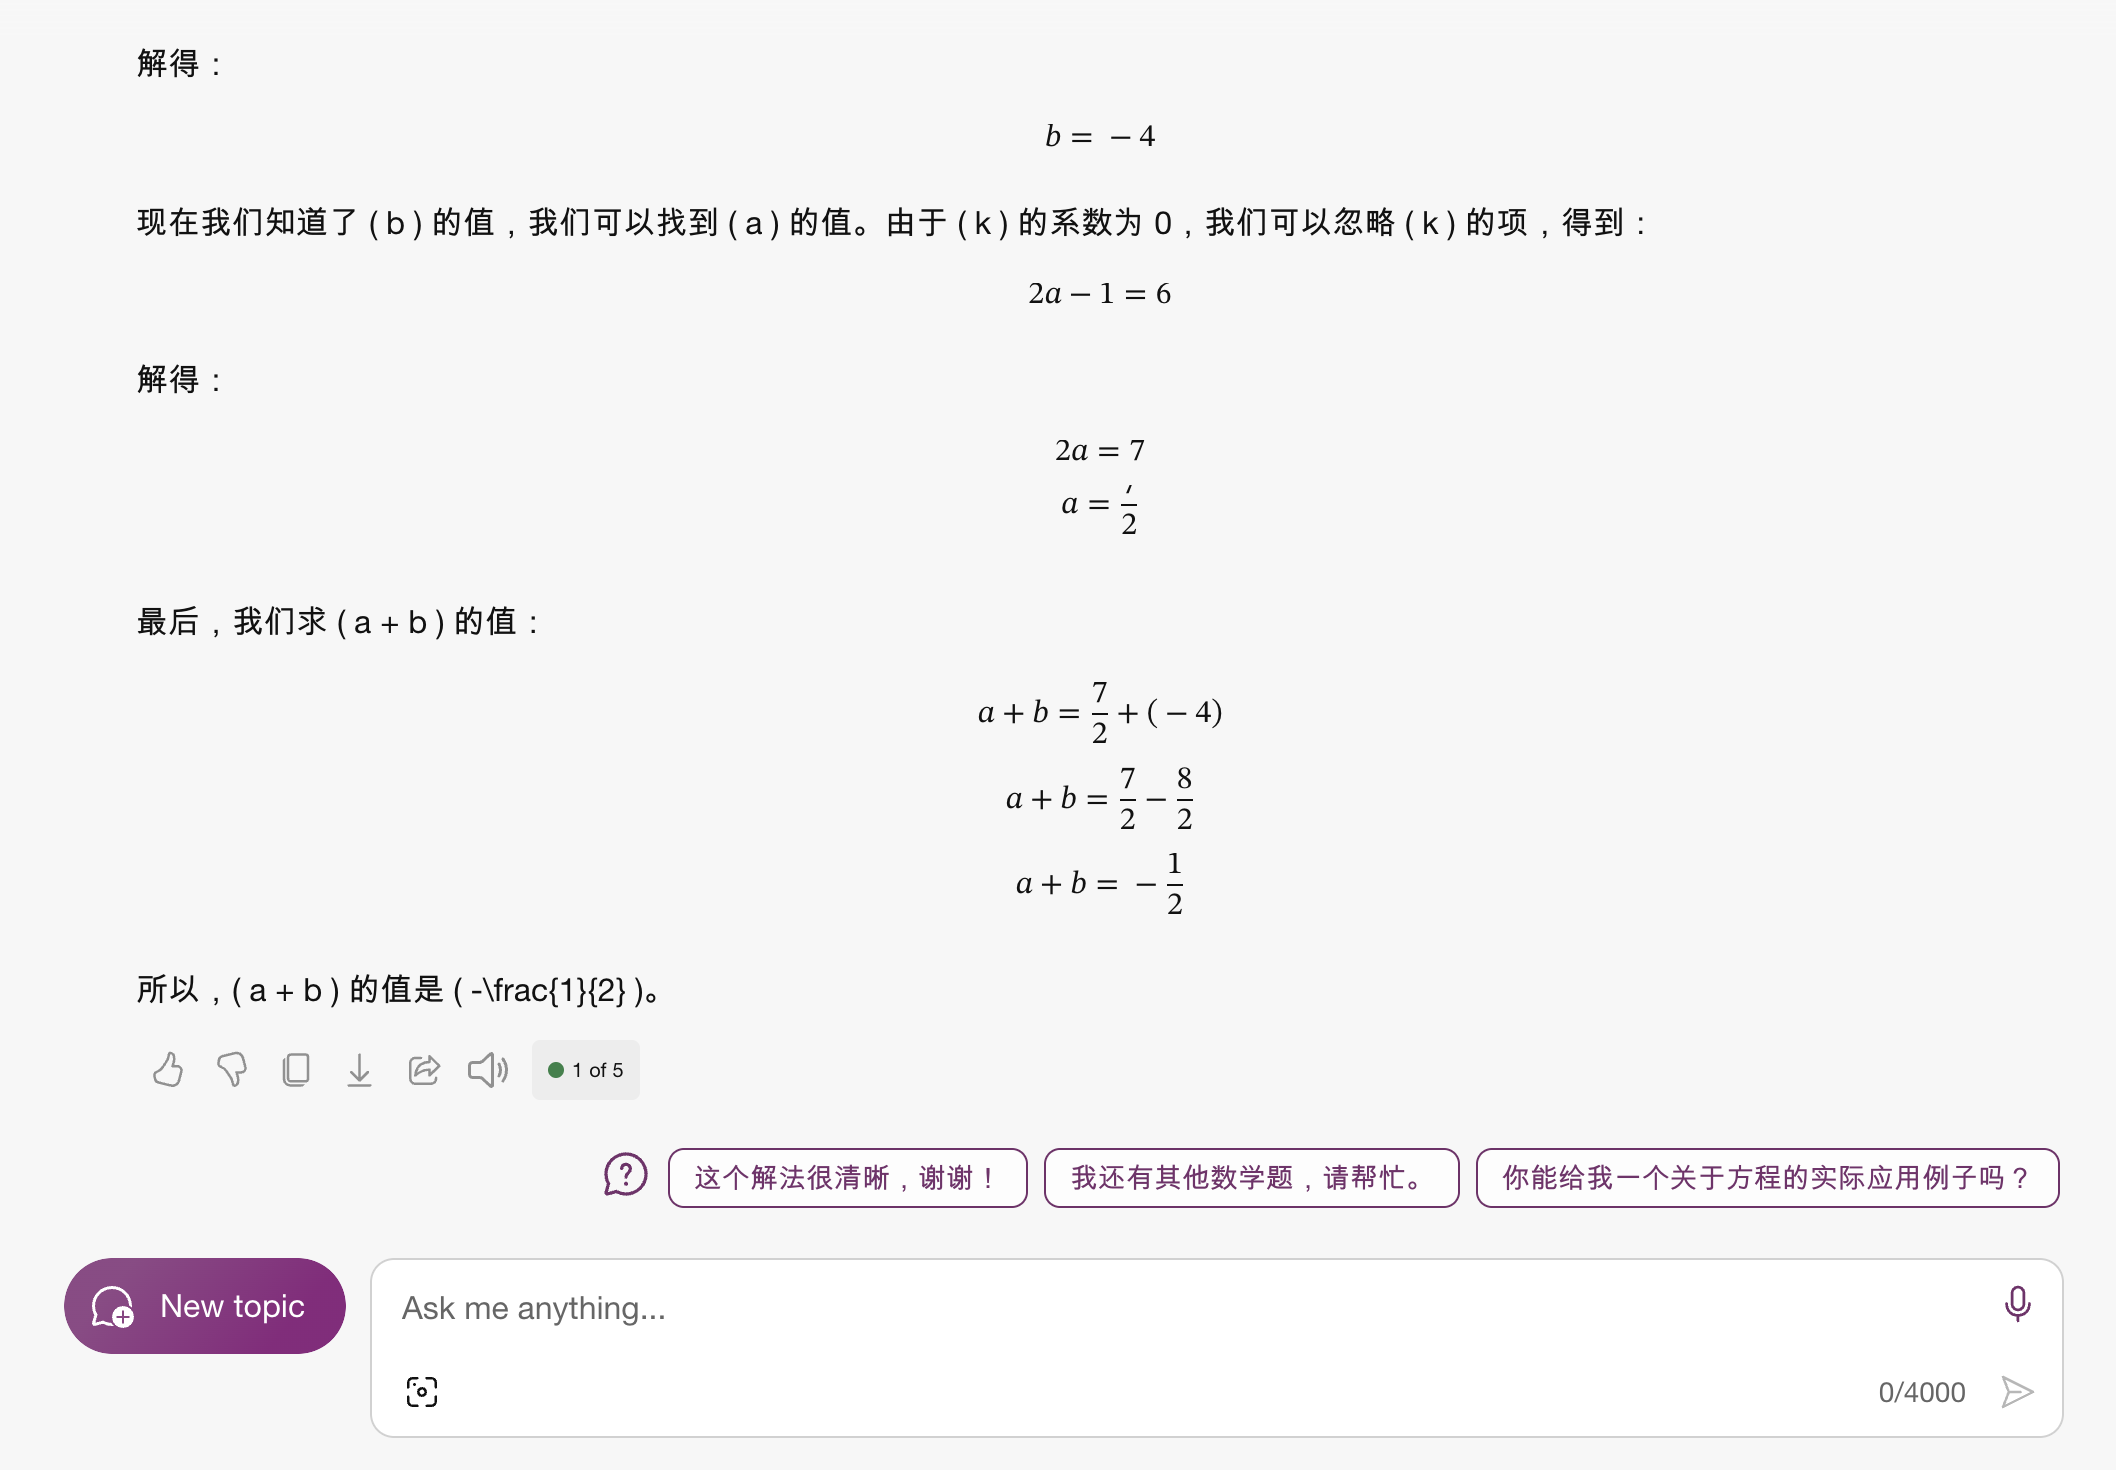 解得：
b = − 4
现在我们知道了 ( b ) 的值，我们可以找到 ( a ) 的值。由于 ( k ) 的系数为 0，我们可以忽略 ( k ) 的项，得到：
2a − 1 = 6
解得：
2a = 7
a = 7/2
最后，我们求 ( a + b ) 的值：
a + b = 7/2 + ( − 4)
a + b = 7/2 − 8/2
a + b = − 1/2
所以，( a + b ) 的值是 ( -\frac{1}{2} )。
1 of 5
这个解法很清晰，谢谢！
我还有其他数学题，请帮忙。
你能给我一个关于方程的实际应用例子吗？
New topic
Ask me anything...
0/4000